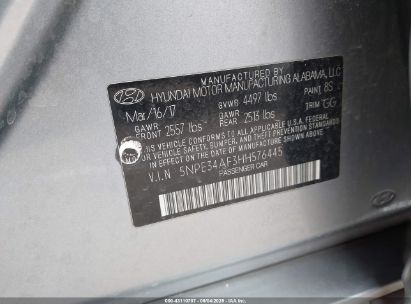 MANUFACTURED BY
HYUNDAI MOTOR MANUFACTURING ALABAMA, LLC
Mar/16/17 GVWR 4497 lbs PAINT 8S
GAWR FRONT 2557 lbs GAWR REAR 2513 lbs TRIM GG
THIS VEHICLE CONFORMS TO ALL APPLICABLE U.S.A. FEDERAL
MOTOR VEHICLE SAFETY, BUMPER, AND THEFT PREVENTION STANDARDS
IN EFFECT ON THE DATE OF MANUFACTURE SHOWN ABOVE.
V.I.N 5NPE34AF3HH576445
PASSENGER CAR